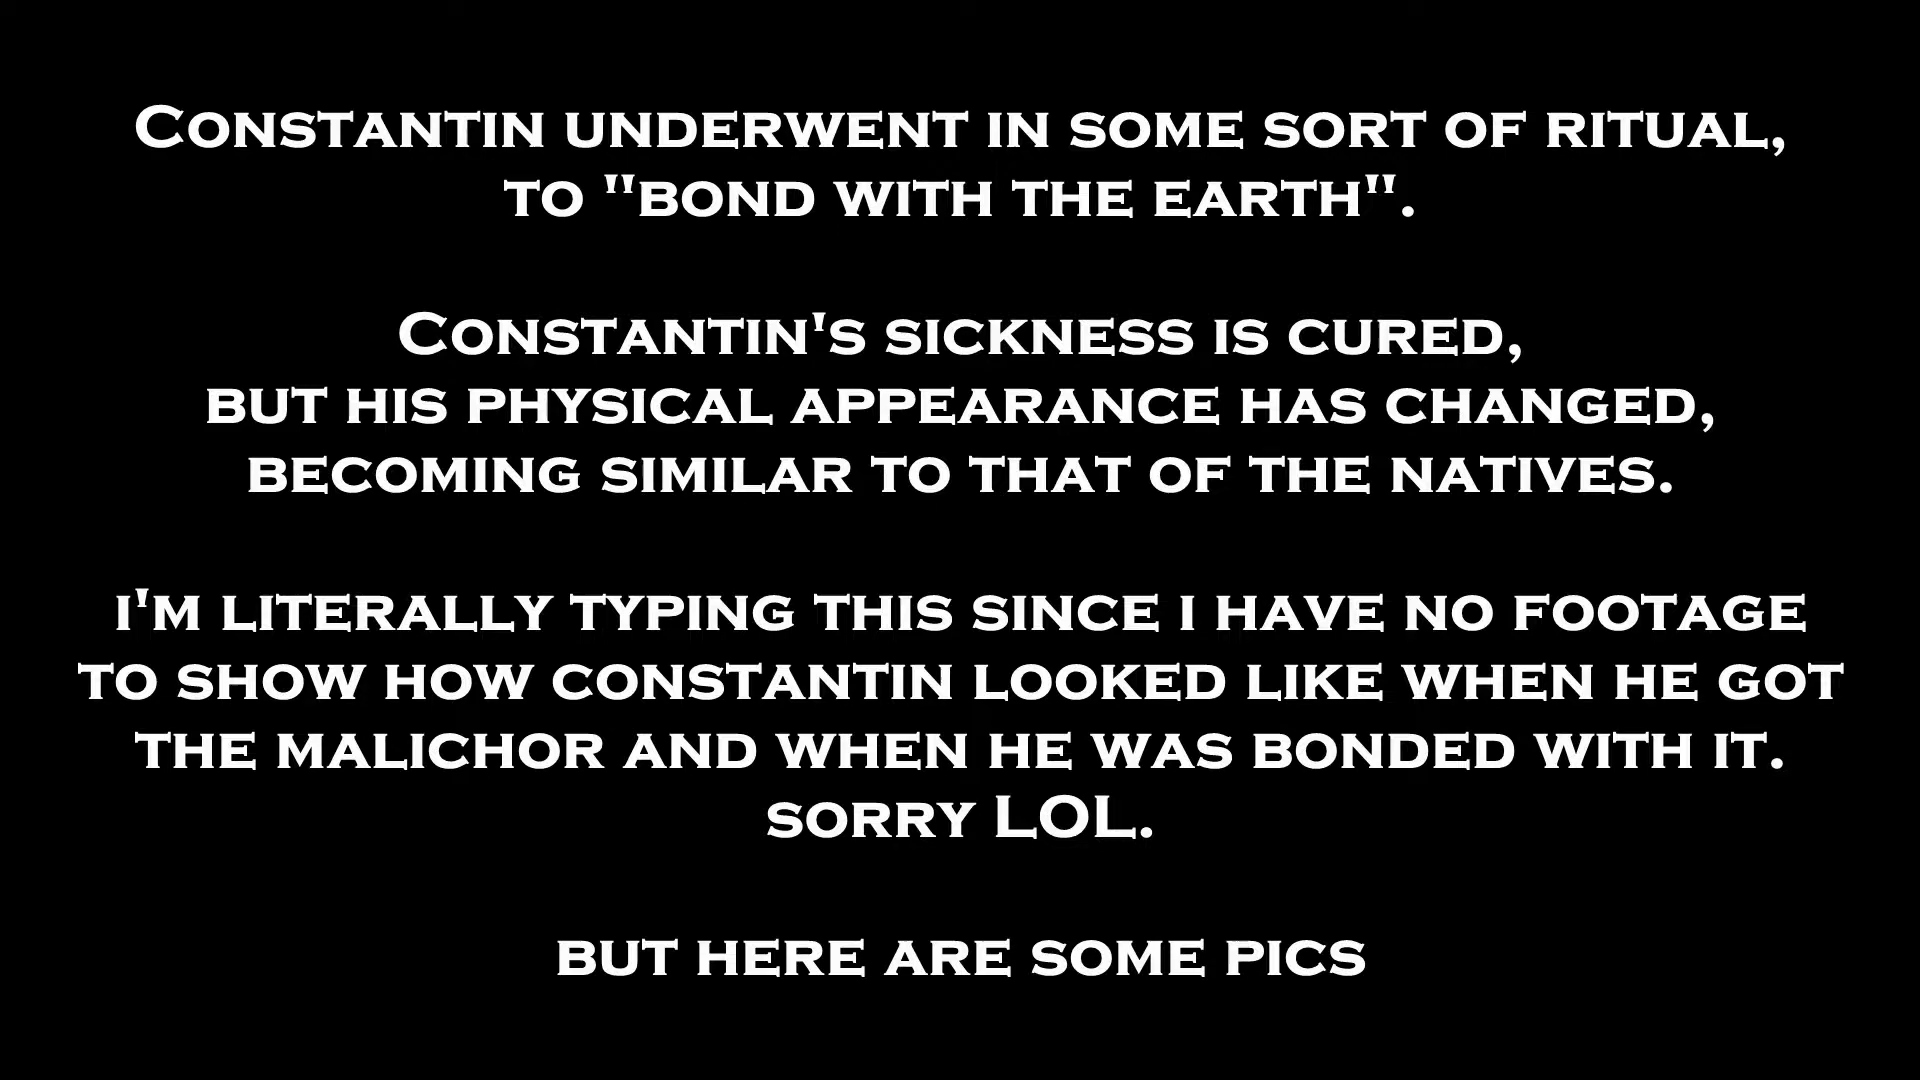 Constantin underwent in some sort of ritual,
to "bond with the earth".
Constantin's sickness is cured,
but his physical appearance has changed,
becoming similar to that of the natives.
i'm literally typing this since i have no footage
to show how constantin looked like when he got
the malichor and when he was bonded with it.
sorry LOL.
but here are some pics